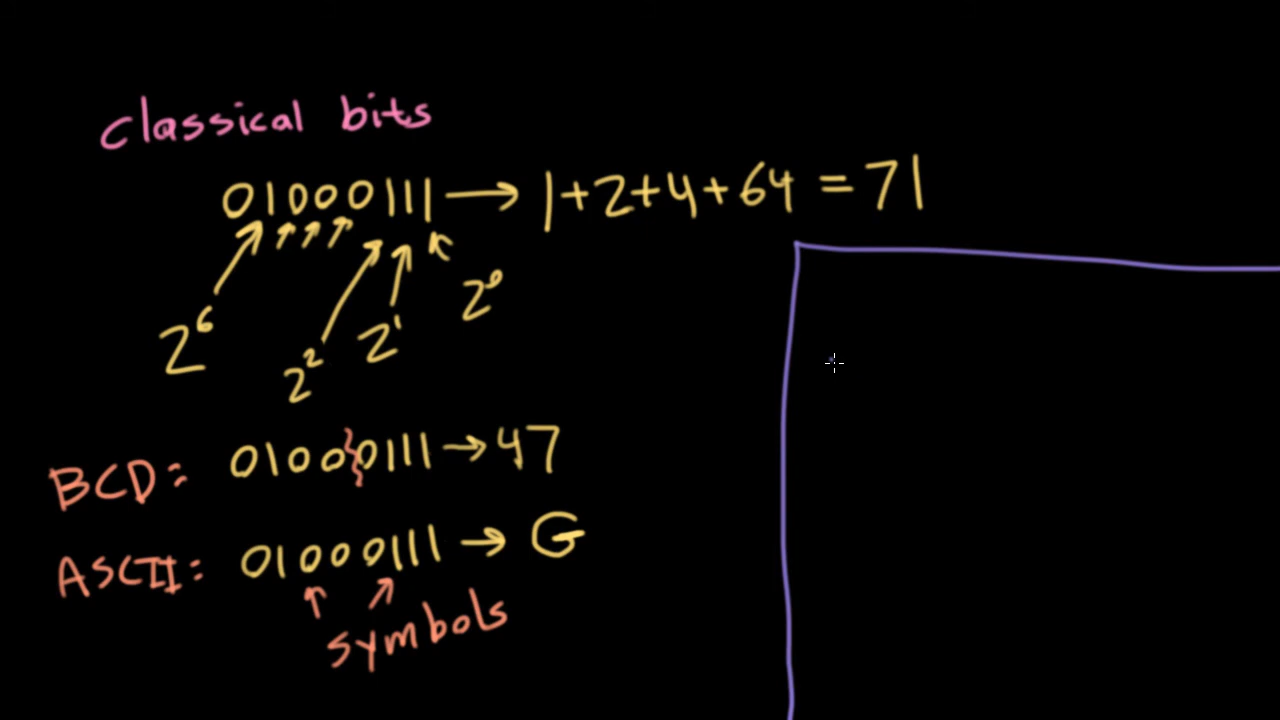 classical bits
01000111 → 1+2+4+64 = 71
2⁶ 2² 2¹ 2⁰
BCD: 0100}0111 → 47
ASCII: 01000111 → G
symbols